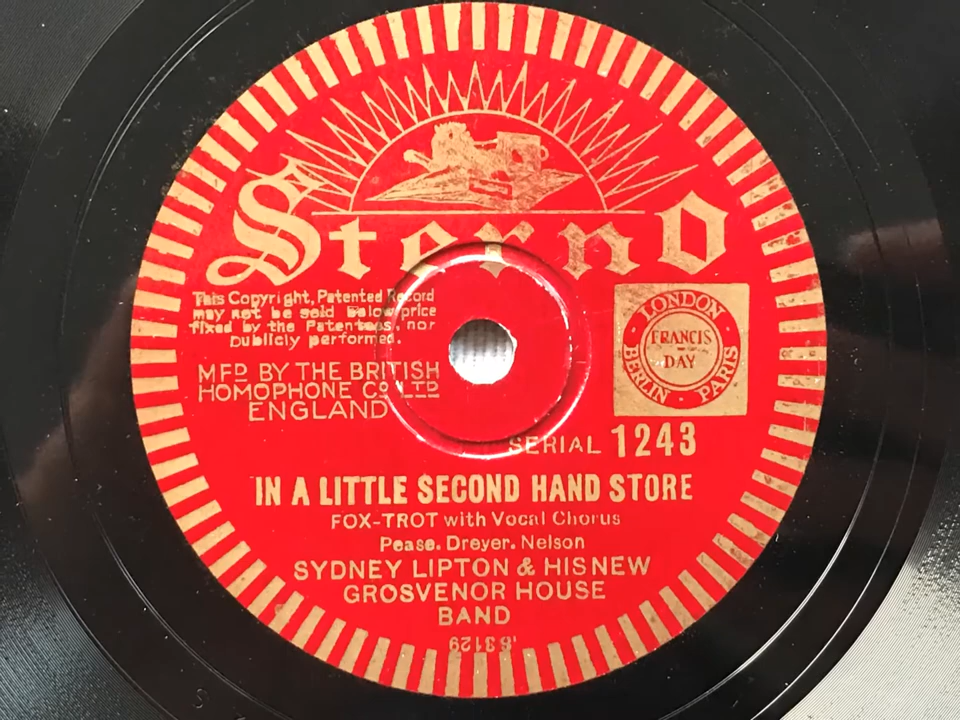 Sterno
This Copyright, Patented Record
may not be sold below price
fixed by the Patentees, nor
publicly performed.
MFD BY THE BRITISH
HOMOPHONE CO LTD
ENGLAND
LONDON
FRANCIS
DAY
BERLIN · PARIS
SERIAL 1243
IN A LITTLE SECOND HAND STORE
FOX-TROT with Vocal Chorus
Pease. Dreyer. Nelson
SYDNEY LIPTON & HIS NEW
GROSVENOR HOUSE
BAND